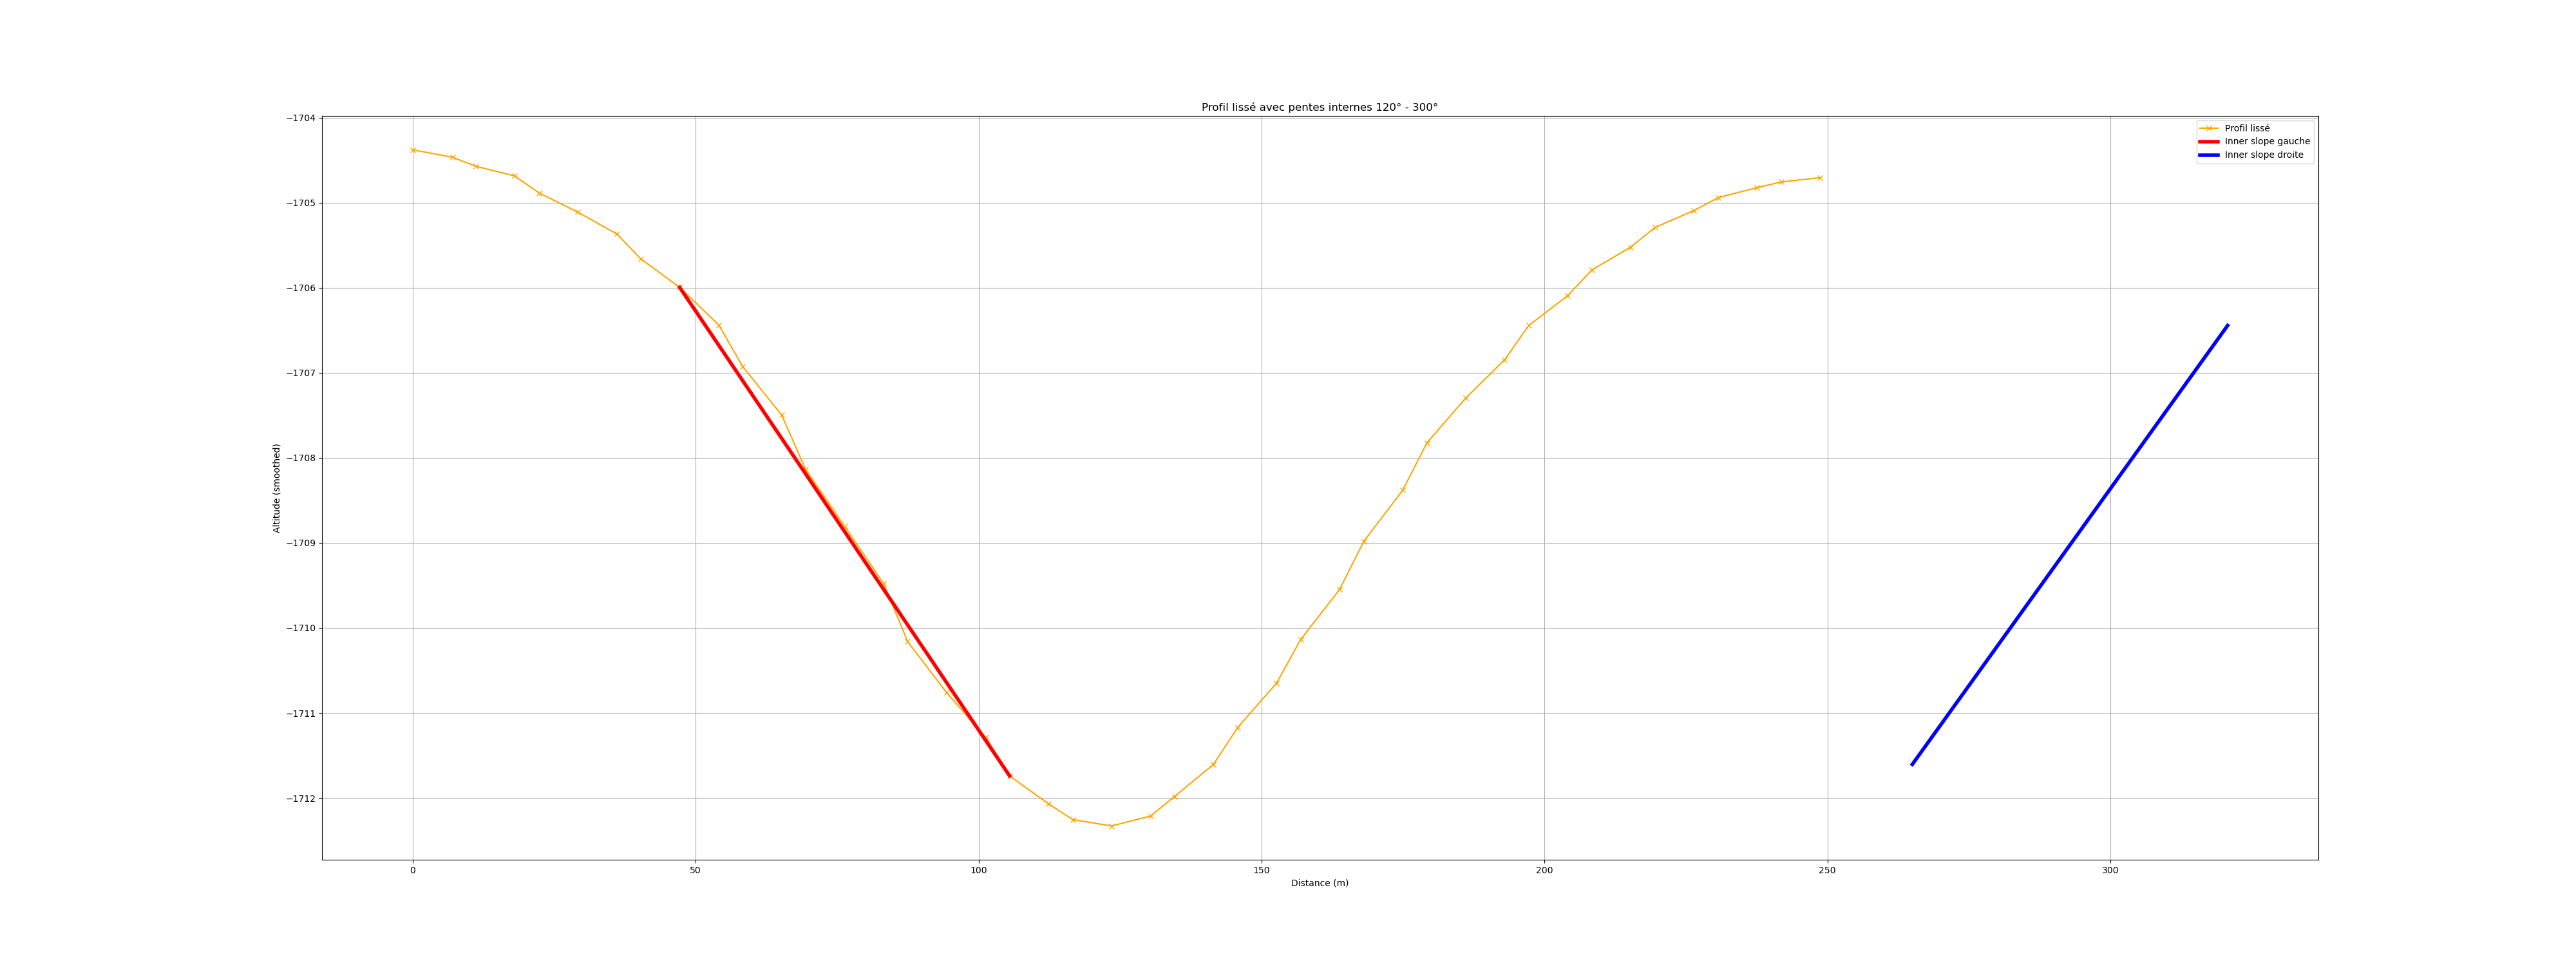 Profil lissé avec pentes internes 120° - 300°
Profil lissé
Inner slope gauche
Inner slope droite
Altitude (smoothed)
−1704
−1705
−1706
−1707
−1708
−1709
−1710
−1711
−1712
0
50
100
150
200
250
300
Distance (m)